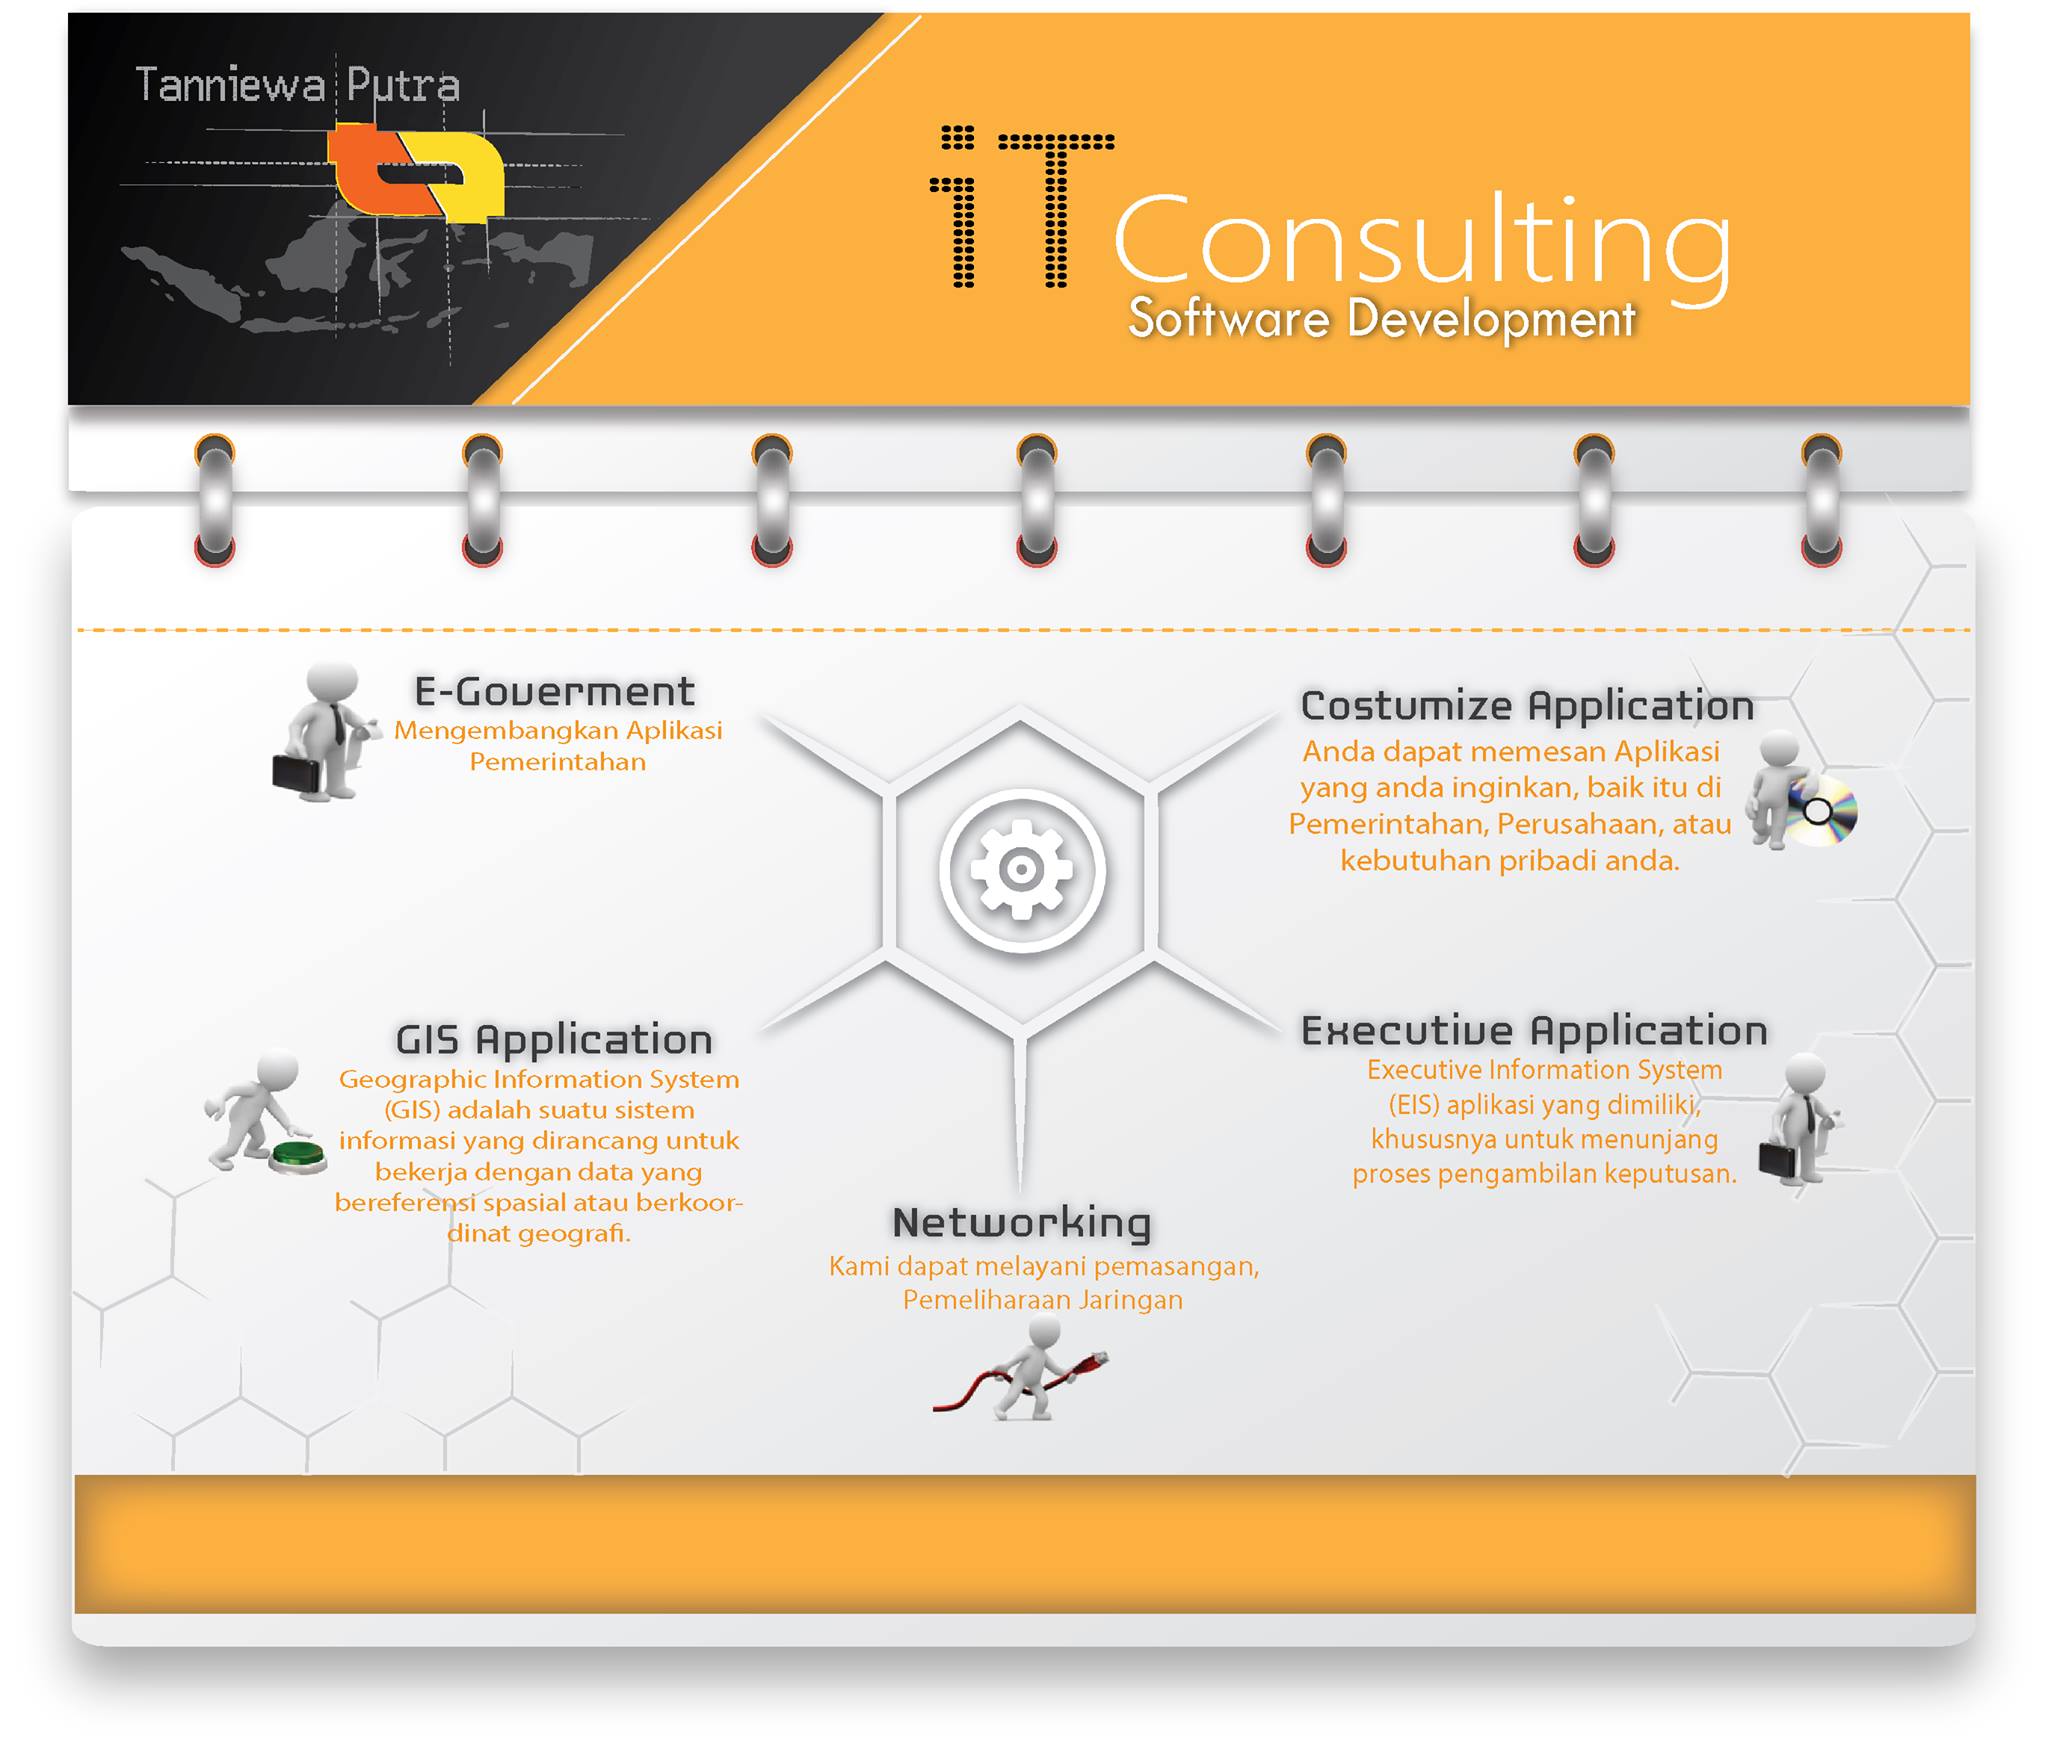 Tanniewa Putra
iT Consulting
Software Development
E-Goverment
Mengembangkan Aplikasi
Pemerintahan
Costumize Application
Anda dapat memesan Aplikasi
yang anda inginkan, baik itu di
Pemerintahan, Perusahaan, atau
kebutuhan pribadi anda.
GIS Application
Geographic Information System
(GIS) adalah suatu sistem
informasi yang dirancang untuk
bekerja dengan data yang
bereferensi spasial atau berkoor-
dinat geografi.
Executive Application
Executive Information System
(EIS) aplikasi yang dimiliki,
khususnya untuk menunjang
proses pengambilan keputusan.
Networking
Kami dapat melayani pemasangan,
Pemeliharaan Jaringan